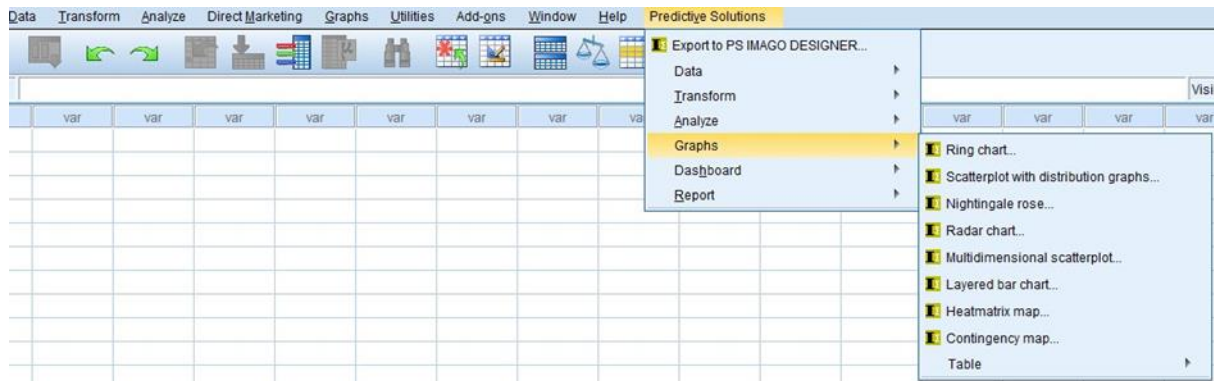 Data Transform Analyze Direct Marketing Graphs Utilities Add-ons Window Help Predictive Solutions
Export to PS IMAGO DESIGNER...
Data
Transform
Visi
Analyze
var var var var var var var va var var var var
Graphs
Ring chart...
Dashboard
Scatterplot with distribution graphs...
Report
Nightingale rose...
Radar chart...
Multidimensional scatterplot...
Layered bar chart...
Heatmatrix map...
Contingency map...
Table